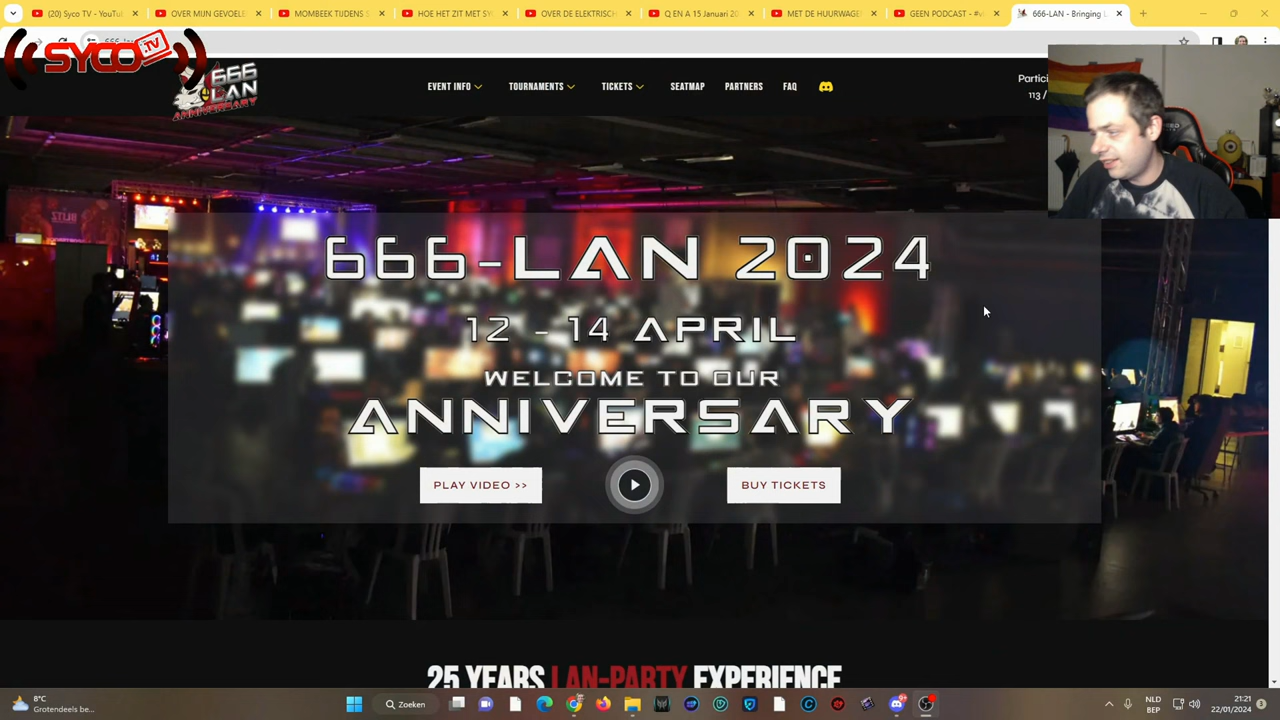 (20) Syco TV - YouTu
OVER MIJN GEVOELE
MOMBEEK TIJDENS S
HOE HET ZIT MET SY
OVER DE ELEKTRISCH
Q EN A 15 Januari 20
MET DE HUURWAGE
GEEN PODCAST - #v
666-LAN - Bringing L
SYCO TV
666 LAN ANNIVERSARY
EVENT INFO
TOURNAMENTS
TICKETS
SEATMAP
PARTNERS
FAQ
Partici
113 /
BLITZ
666-LAN 2024
12 - 14 APRIL
WELCOME TO OUR
ANNIVERSARY
PLAY VIDEO >>
BUY TICKETS
25 YEARS LAN-PARTY EXPERIENCE
8°C
Grotendeels be...
Zoeken
NLD
BEP
21:21
22/01/2024